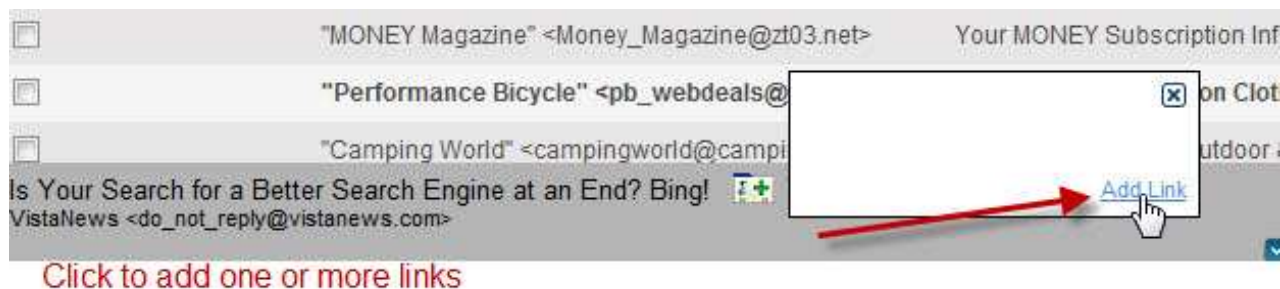 "MONEY Magazine" <Money_Magazine@zt03.net> Your MONEY Subscription Inf
"Performance Bicycle" <pb_webdeals@ on Clot
"Camping World" <campingworld@campi utdoor
Is Your Search for a Better Search Engine at an End? Bing!
Add Link
VistaNews <do_not_reply@vistanews.com>
Click to add one or more links